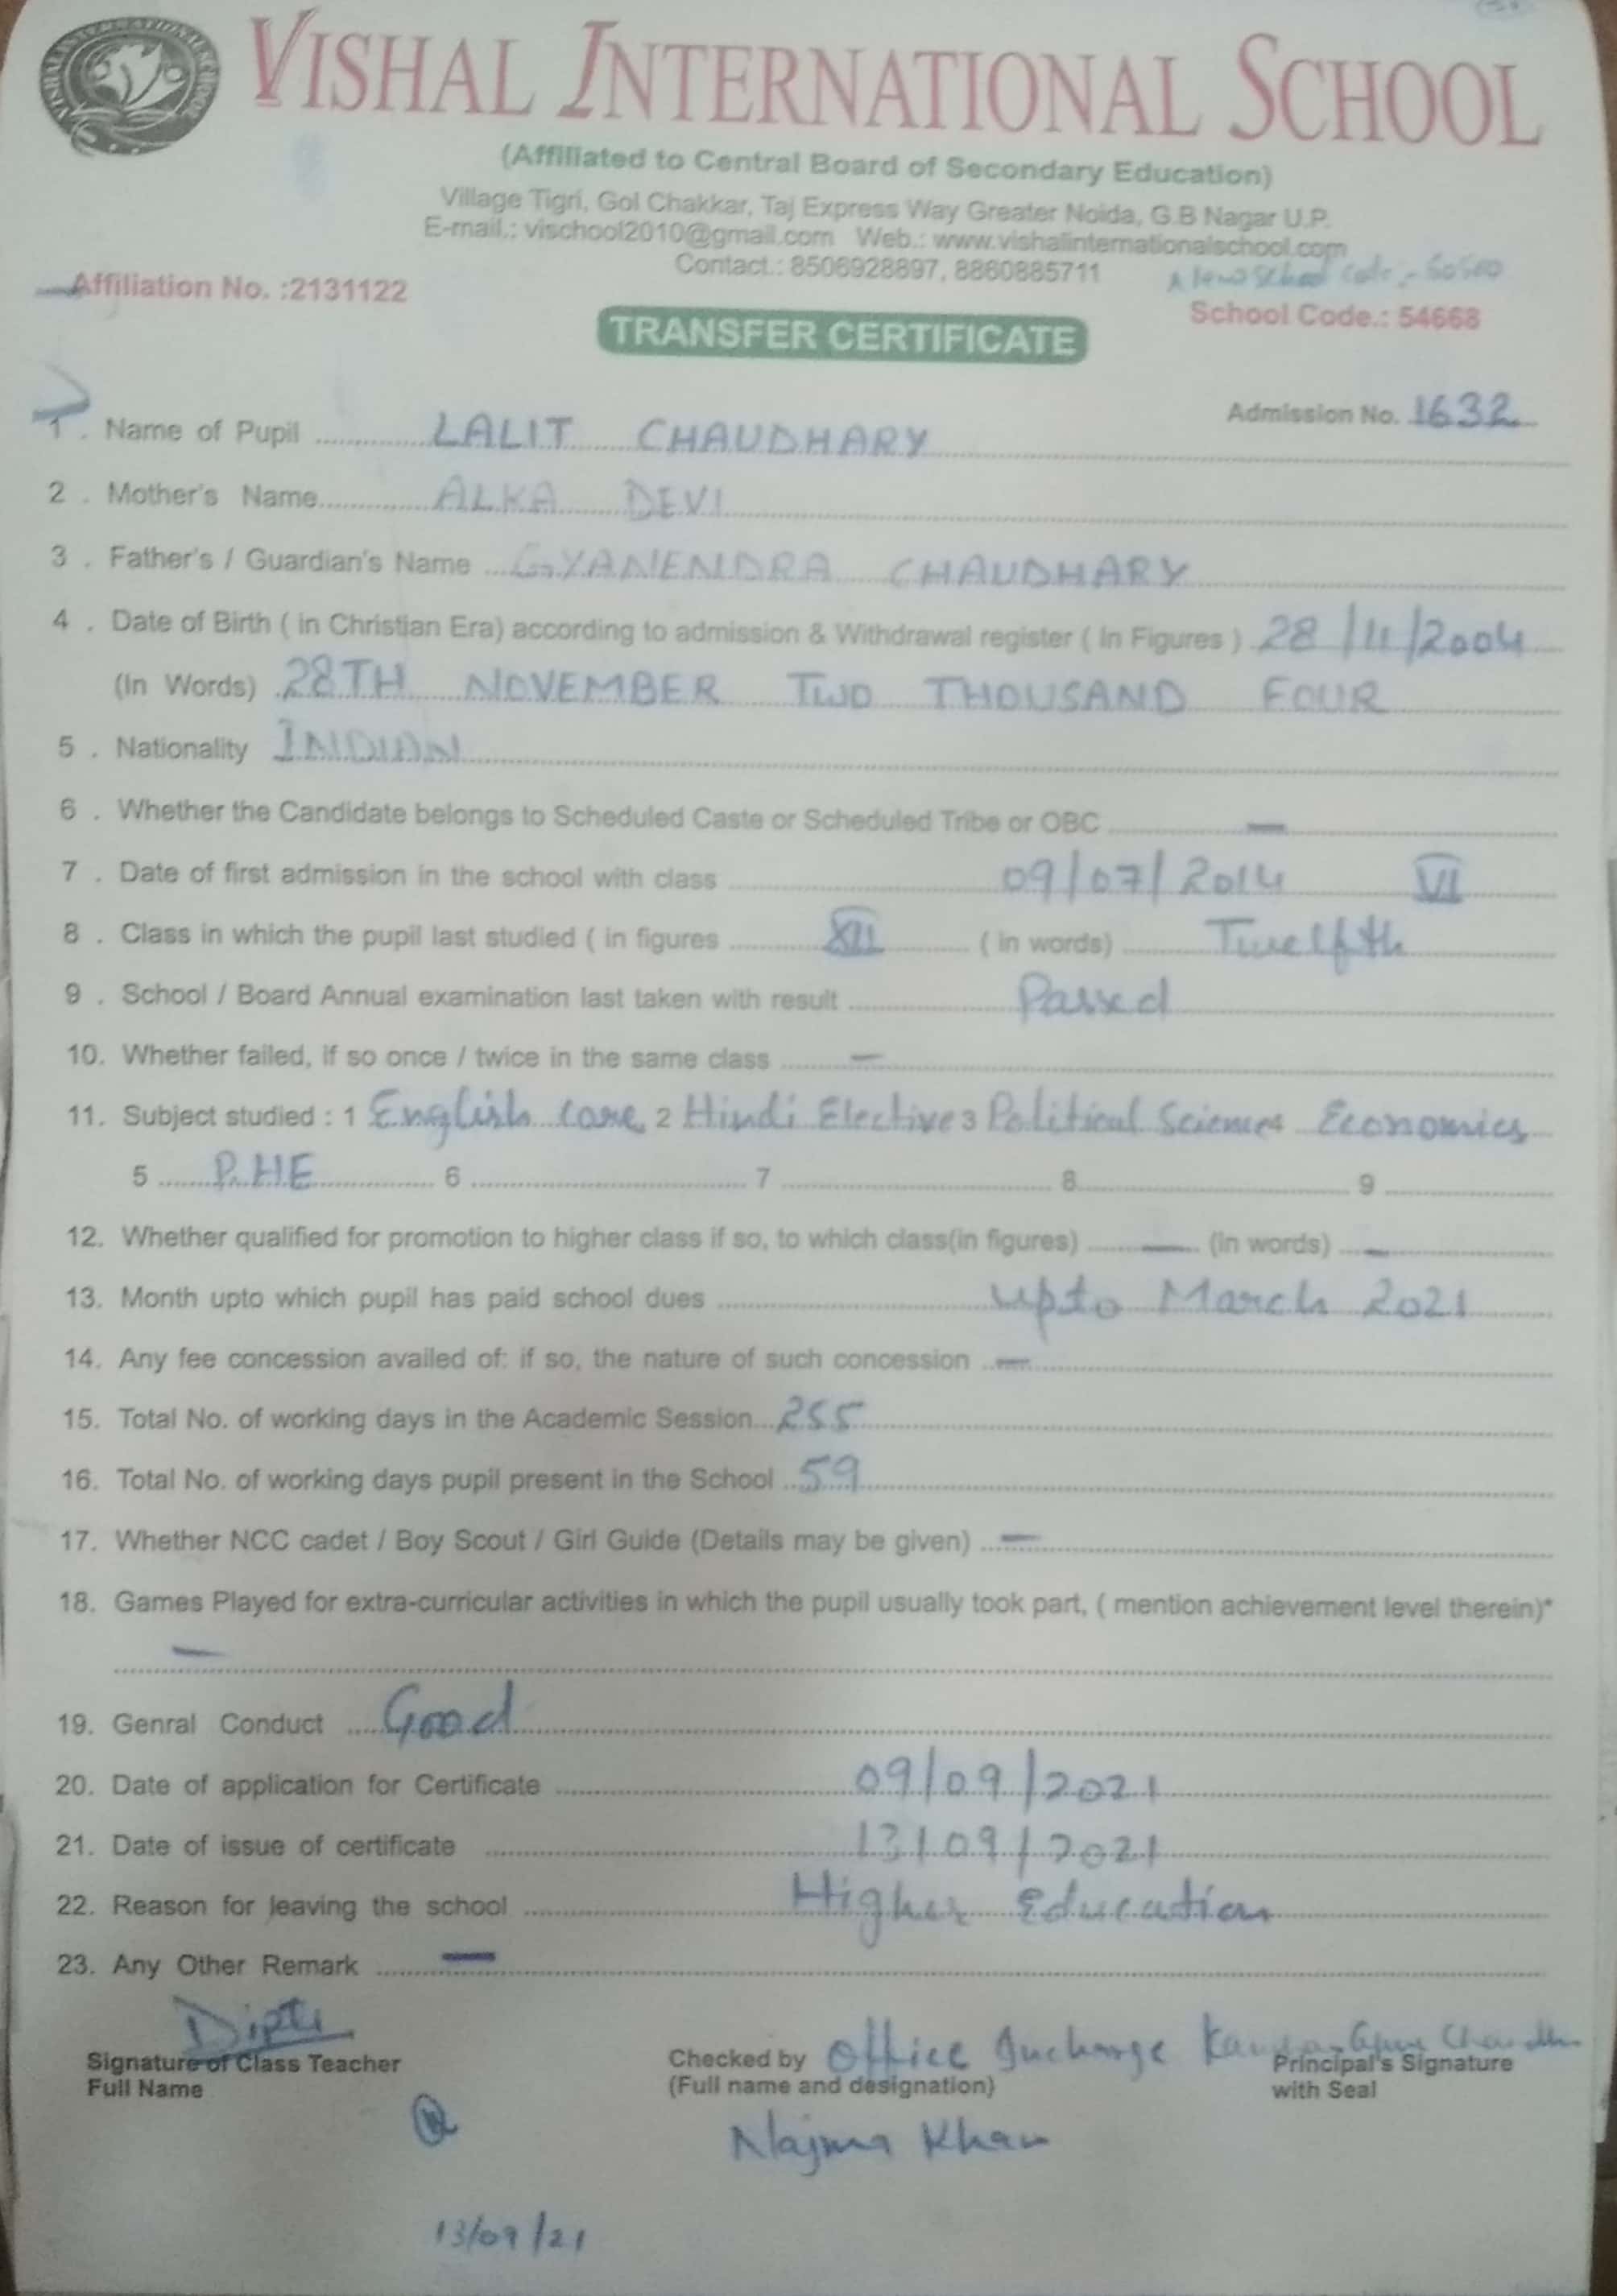 VISHAL INTERNATIONAL SCHOOL
(Affiliated to Central Board of Secondary Education)
Village Tigri, Gol Chakkar, Taj Express Way Greater Noida, G.B Nagar U.P.
E-mail.: vischool2010@gmail.com Web.: www.vishalinternationalschool.com
Contact.: 8506928897, 8860885711
New School Code
Affiliation No. :2131122
School Code.: 54668
TRANSFER CERTIFICATE
Admission No. 1632
1 . Name of Pupil LALIT CHAUDHARY
2 . Mother's Name ALKA DEVI
3 . Father's / Guardian's Name GYANENDRA CHAUDHARY
4 . Date of Birth ( in Christian Era) according to admission & Withdrawal register ( In Figures ) 28/11/2004
(In Words) 28TH NOVEMBER TWO THOUSAND FOUR
5 . Nationality INDIAN
6 . Whether the Candidate belongs to Scheduled Caste or Scheduled Tribe or OBC —
7 . Date of first admission in the school with class 09/07/2014 VI
8 . Class in which the pupil last studied ( in figures XII ( in words) Twelfth
9 . School / Board Annual examination last taken with result Passed
10. Whether failed, if so once / twice in the same class —
11. Subject studied : 1 English core, 2 Hindi Elective 3 Political Science 4 Economics
5 P.HE 6 7 8 9
12. Whether qualified for promotion to higher class if so, to which class(in figures) — (in words) —
13. Month upto which pupil has paid school dues upto March 2021
14. Any fee concession availed of: if so, the nature of such concession —
15. Total No. of working days in the Academic Session 255
16. Total No. of working days pupil present in the School 59
17. Whether NCC cadet / Boy Scout / Girl Guide (Details may be given) —
18. Games Played for extra-curricular activities in which the pupil usually took part, ( mention achievement level therein)*
—
19. Genral Conduct Good
20. Date of application for Certificate 09/09/2021
21. Date of issue of certificate 13/09/2021
22. Reason for leaving the school Higher Education
23. Any Other Remark —
Dipti
Office Incharge
Signature of Class Teacher Checked by Principal's Signature
Full Name (Full name and designation) with Seal
Najma Khan
13/09/21